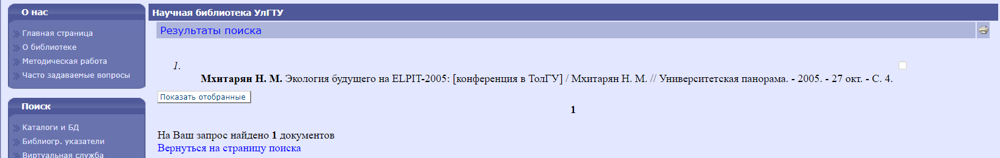 О нас
Главная страница
О библиотеке
Методическая работа
Часто задаваемые вопросы
Поиск
Каталоги и БД
Библиогр. указатели
Виртуальная служба
Научная библиотека УлГТУ
Результаты поиска
1.
Мхитарян Н. М. Экология будущего на ELPIT-2005: [конференция в ТолГУ] / Мхитарян Н. М. // Университетская панорама. - 2005. - 27 окт. - С. 4.
Показать отобранные
1
На Ваш запрос найдено 1 документов
Вернуться на страницу поиска